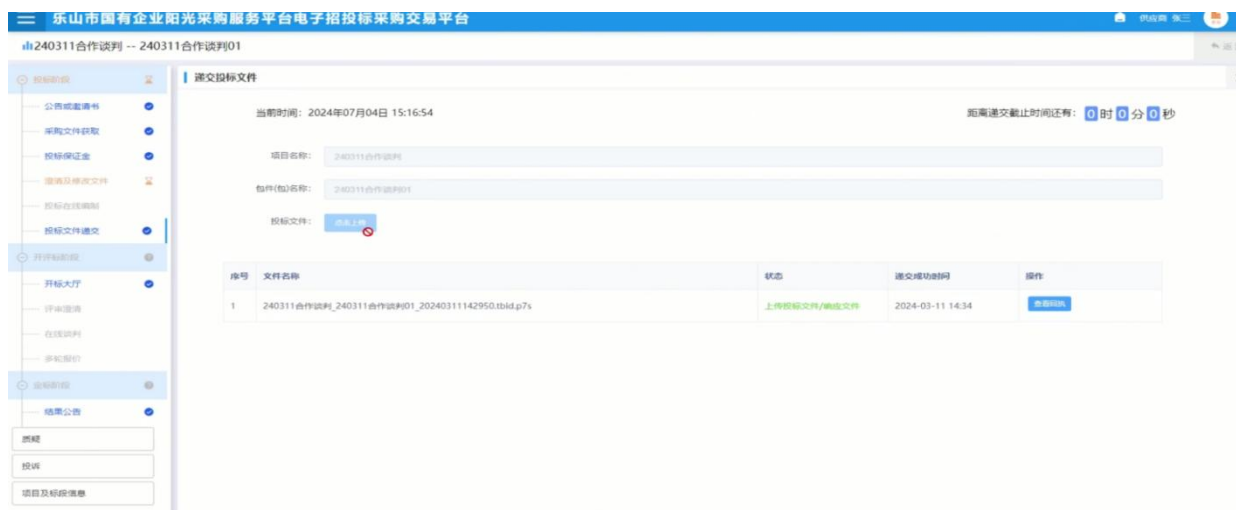 乐山市国有企业阳光采购服务平台电子招投标采购交易平台
供应商 张三
240311合作谈判 -- 240311合作谈判01
投标阶段
递交投标文件
公告或邀请书
当前时间：2024年07月04日 15:16:54
距离递交截止时间还有：0时0分0秒
采购文件获取
投标保证金
项目名称：
240311合作谈判
澄清及修改文件
包件(包)名称：
240311合作谈判01
投标在线编制
投标文件递交
投标文件：
点击上传
开评标阶段
开标大厅
序号 文件名称 状态 递交成功时间 操作
评审澄清
1 240311合作谈判_240311合作谈判01_20240311142950.tbid.p7s 上传投标文件/响应文件 2024-03-11 14:34 查看回执
在线谈判
多轮报价
定标阶段
结果公告
质疑
投诉
项目及标段信息